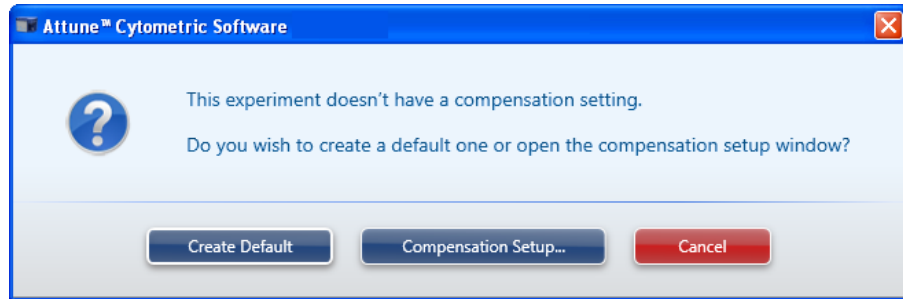 Attune™ Cytometric Software
This experiment doesn't have a compensation setting.
Do you wish to create a default one or open the compensation setup window?
Create Default
Compensation Setup...
Cancel